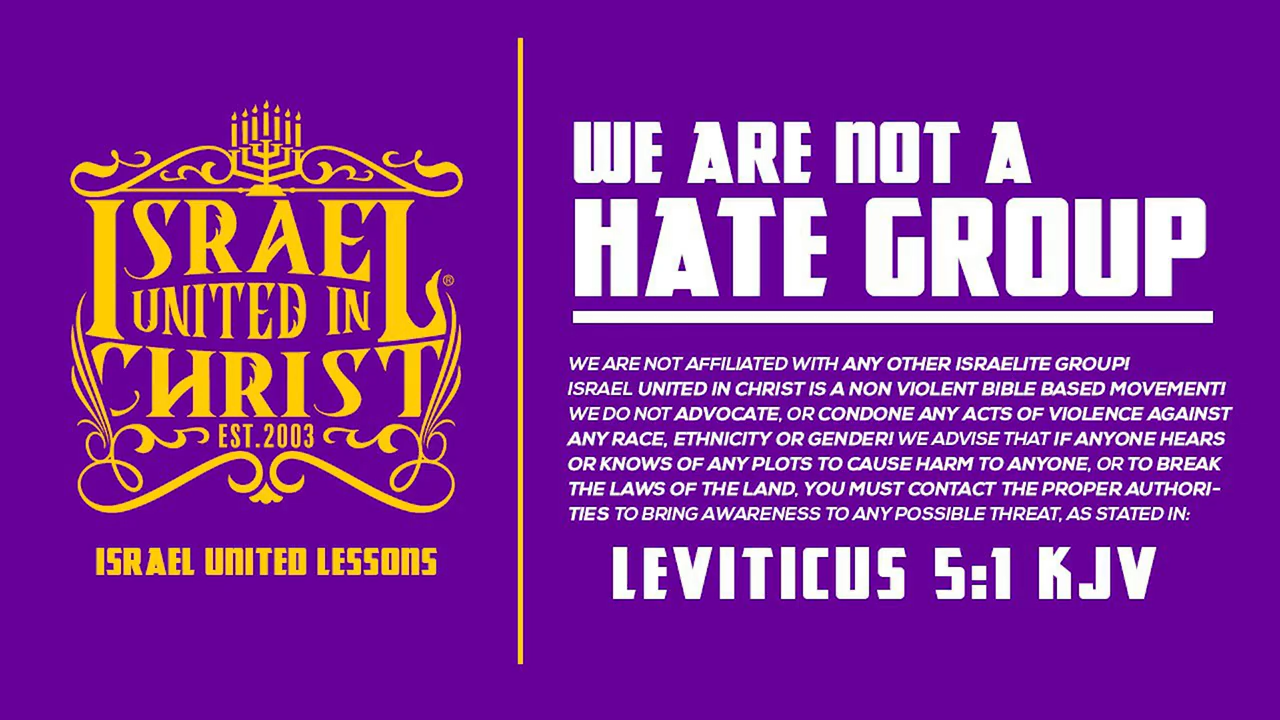 ISRAEL
UNITED IN
CHRIST
®
EST.2003
ISRAEL UNITED LESSONS
WE ARE NOT A
HATE GROUP
WE ARE NOT AFFILIATED WITH ANY OTHER ISRAELITE GROUP!
ISRAEL UNITED IN CHRIST IS A NON VIOLENT BIBLE BASED MOVEMENT!
WE DO NOT ADVOCATE, OR CONDONE ANY ACTS OF VIOLENCE AGAINST
ANY RACE, ETHNICITY OR GENDER! WE ADVISE THAT IF ANYONE HEARS
OR KNOWS OF ANY PLOTS TO CAUSE HARM TO ANYONE, OR TO BREAK
THE LAWS OF THE LAND, YOU MUST CONTACT THE PROPER AUTHORI-
TIES TO BRING AWARENESS TO ANY POSSIBLE THREAT, AS STATED IN:
LEVITICUS 5:1 KJV